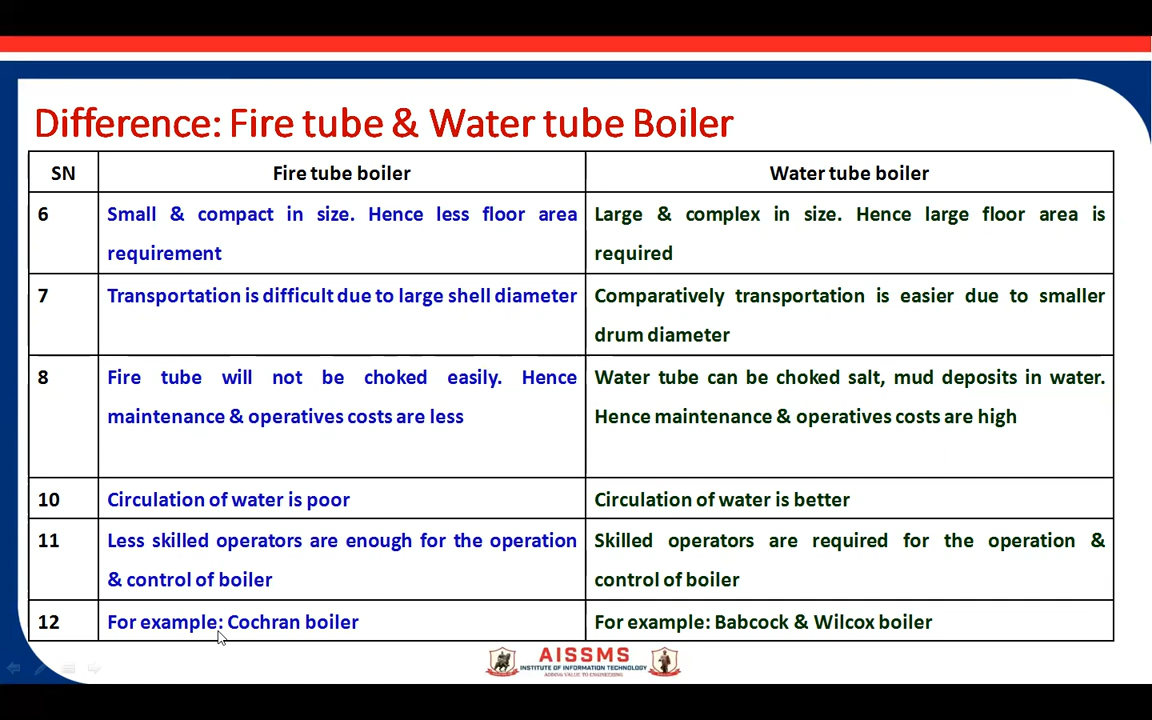 Difference: Fire tube & Water tube Boiler
SN Fire tube boiler Water tube boiler
6 Small & compact in size. Hence less floor area Large & complex in size. Hence large floor area is
requirement required
7 Transportation is difficult due to large shell diameter Comparatively transportation is easier due to smaller
drum diameter
8 Fire tube will not be choked easily. Hence Water tube can be choked salt, mud deposits in water.
maintenance & operatives costs are less Hence maintenance & operatives costs are high
10 Circulation of water is poor Circulation of water is better
11 Less skilled operators are enough for the operation Skilled operators are required for the operation &
& control of boiler control of boiler
12 For example: Cochran boiler For example: Babcock & Wilcox boiler
AISSMS
INSTITUTE OF INFORMATION TECHNOLOGY
ADDING VALUE TO ENGINEERING